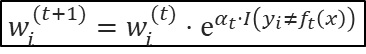 w_i^{(t+1)} = w_i^{(t)} · e^{α_t·I(y_i≠f_t(x))}